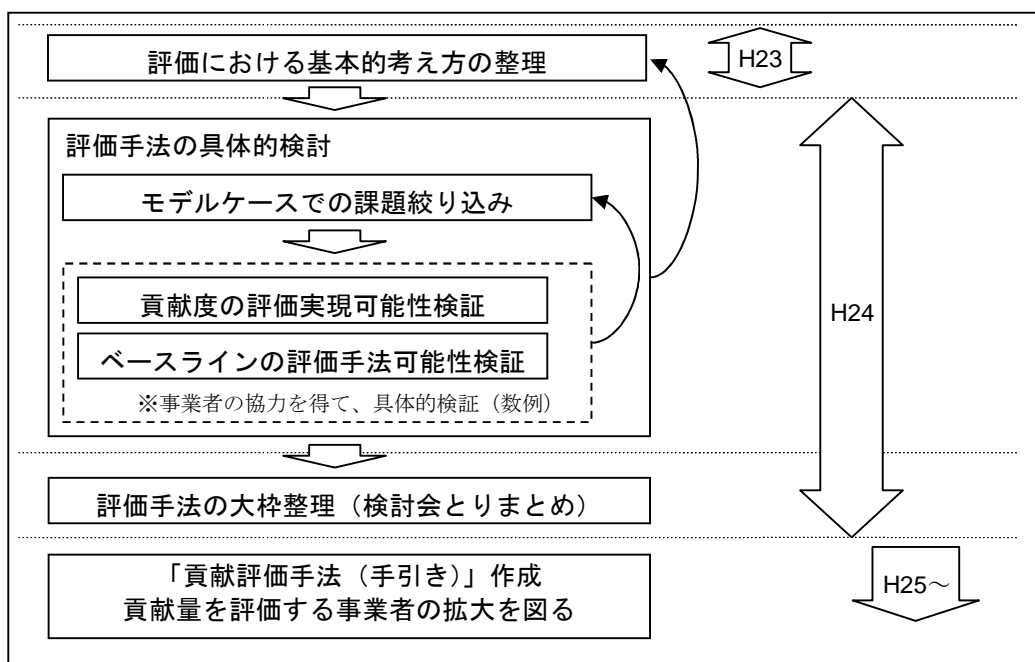 評価における基本的考え方の整理
H23
評価手法の具体的検討
モデルケースでの課題絞り込み
貢献度の評価実現可能性検証
ベースラインの評価手法可能性検証
※事業者の協力を得て、具体的検証（数例）
H24
評価手法の大枠整理（検討会とりまとめ）
「貢献評価手法（手引き）」作成
貢献量を評価する事業者の拡大を図る
H25～